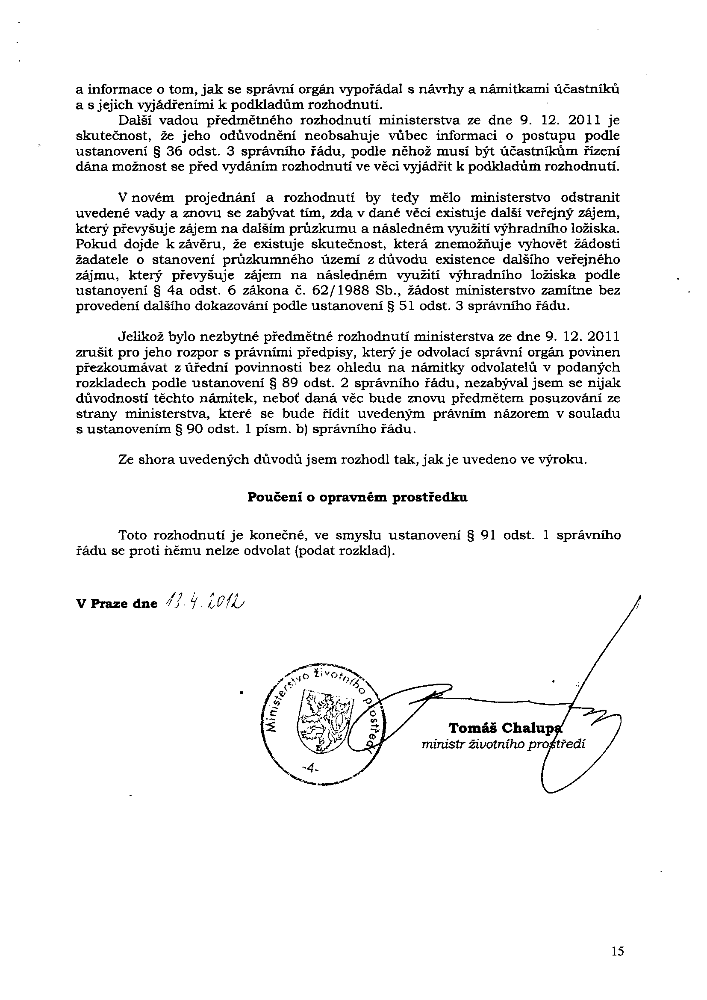 a informace o tom, jak se správní orgán vypořádal s návrhy a námitkami účastníků
a s jejich vyjádřeními k podkladům rozhodnutí.
Další vadou předmětného rozhodnutí ministerstva ze dne 9. 12. 2011 je
skutečnost, že jeho odůvodnění neobsahuje vůbec informaci o postupu podle
ustanovení § 36 odst. 3 správního řádu, podle něhož musí být účastníkům řízení
dána možnost se před vydáním rozhodnutí ve věci vyjádřit k podkladům rozhodnutí.
V novém projednání a rozhodnutí by tedy mělo ministerstvo odstranit
uvedené vady a znovu se zabývat tím, zda v dané věci existuje další veřejný zájem,
který převyšuje zájem na dalším průzkumu a následném využití výhradního ložiska.
Pokud dojde k závěru, že existuje skutečnost, která znemožňuje vyhovět žádosti
žadatele o stanovení průzkumného území z důvodu existence dalšího veřejného
zájmu, který převyšuje zájem na následném využití výhradního ložiska podle
ustanovení § 4a odst. 6 zákona č. 62/1988 Sb., žádost ministerstvo zamítne bez
provedení dalšího dokazování podle ustanovení § 51 odst. 3 správního řádu.
Jelikož bylo nezbytné předmětné rozhodnutí ministerstva ze dne 9. 12. 2011
zrušit pro jeho rozpor s právními předpisy, který je odvolací správní orgán povinen
přezkoumávat z úřední povinnosti bez ohledu na námitky odvolatelů v podaných
rozkladech podle ustanovení § 89 odst. 2 správního řádu, nezabýval jsem se nijak
důvodností těchto námitek, neboť daná věc bude znovu předmětem posuzování ze
strany ministerstva, které se bude řídit uvedeným právním názorem v souladu
s ustanovením § 90 odst. 1 písm. b) správního řádu.
Ze shora uvedených důvodů jsem rozhodl tak, jak je uvedeno ve výroku.
Poučení o opravném prostředku
Toto rozhodnutí je konečné, ve smyslu ustanovení § 91 odst. 1 správního
řádu se proti němu nelze odvolat (podat rozklad).
V Praze dne 13. 4. 2012
Ministerstvo životního prostředí
-4-
Tomáš Chalupa
ministr životního prostředí
15